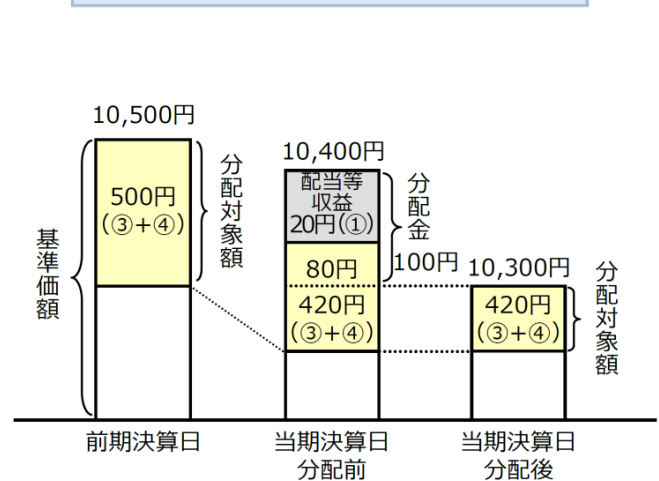 10,500円
500円
(③+④)
分配対象額
基準価額
前期決算日
10,400円
配当等
収益
20円(①)
80円
420円
(③+④)
分配金
100円
当期決算日
分配前
10,300円
420円
(③+④)
分配対象額
当期決算日
分配後